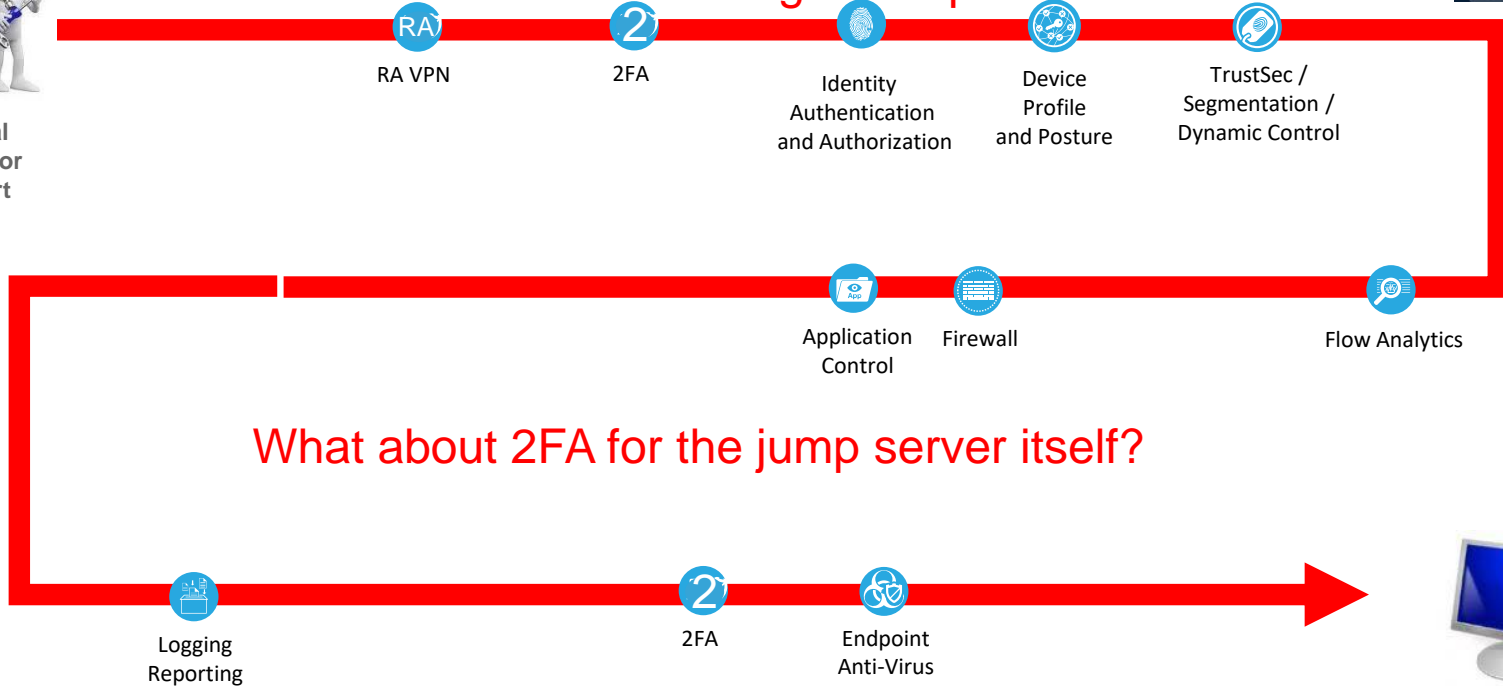 RA
2
RA VPN
2FA
Identity
Authentication
and Authorization
Device
Profile
and Posture
TrustSec /
Segmentation /
Dynamic Control
App
Application
Control
Firewall
Flow Analytics
What about 2FA for the jump server itself?
2
Logging
Reporting
2FA
Endpoint
Anti-Virus